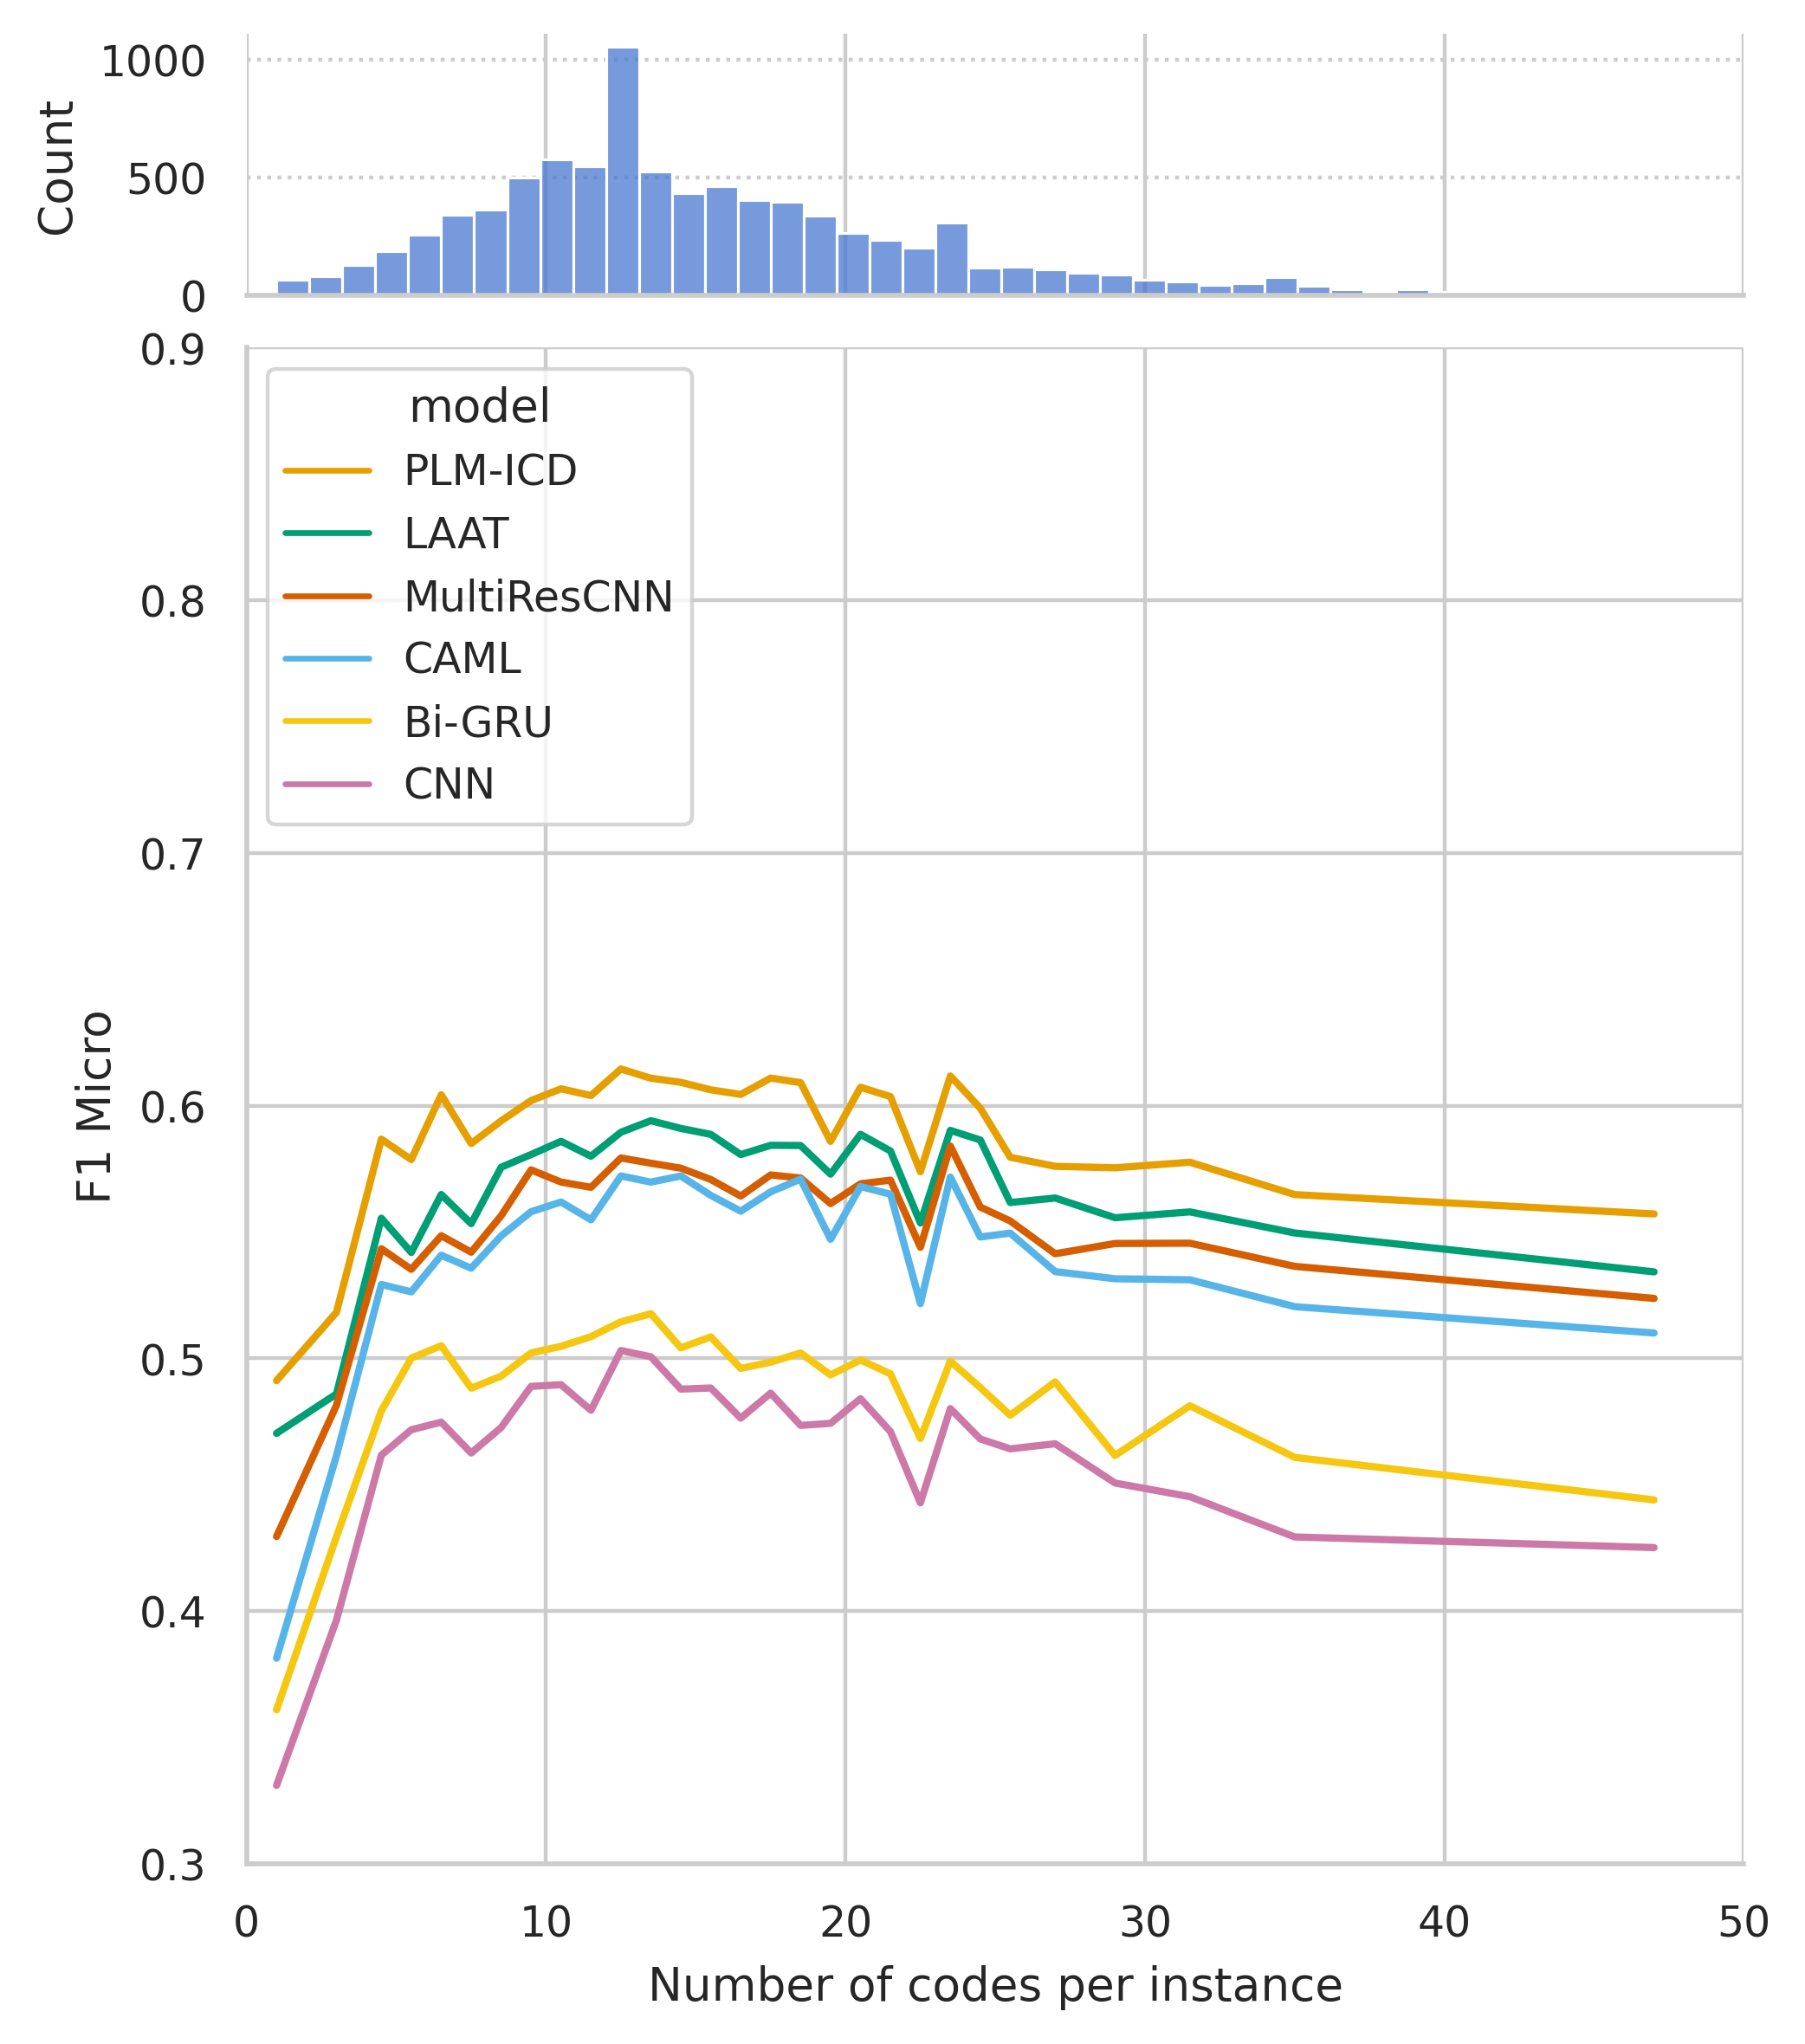 1000
500
0
Count
0.9
0.8
0.7
0.6
0.5
0.4
0.3
F1 Micro
model
PLM-ICD
LAAT
MultiResCNN
CAML
Bi-GRU
CNN
0 10 20 30 40 50
Number of codes per instance